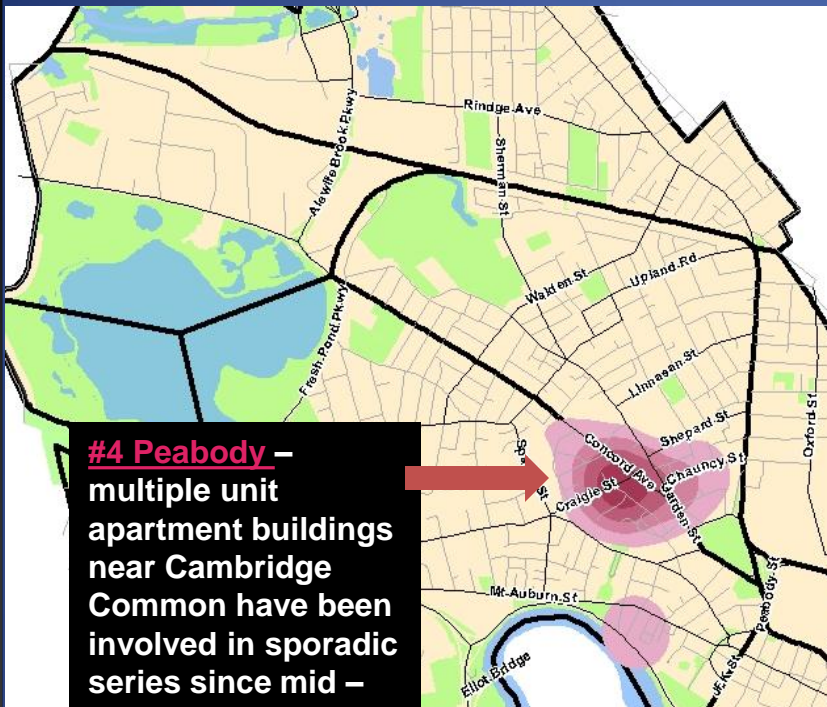 Rindge Ave
Alewife Brook Pkwy
Sherman St
Walden St
Upland Rd
Fresh Pond Pkwy
Linnaean St
Oxford St
Shepard St
Concord Ave
Chauncy St
Craigie St
Garden St
#4 Peabody –
multiple unit
apartment buildings
near Cambridge
Common have been
involved in sporadic
series since mid –
Mt Auburn St
Peabody St
Eliot Bridge
JFK St